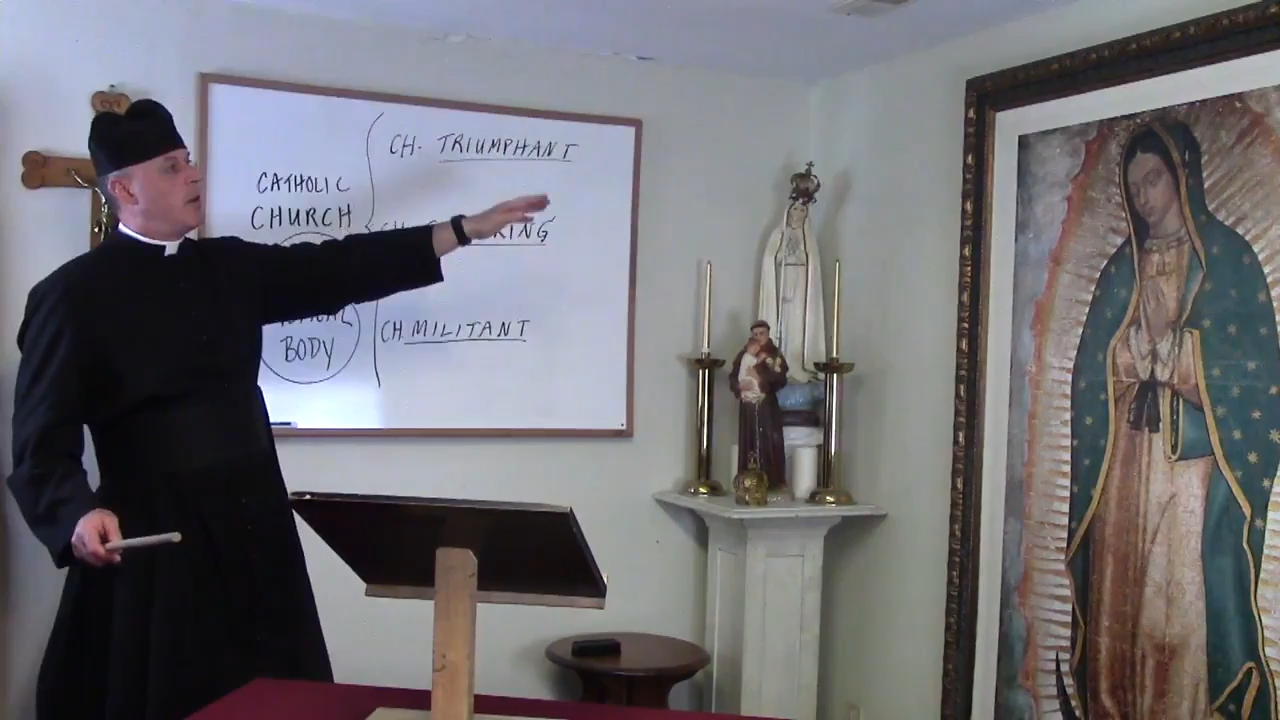 CATHOLIC
CHURCH
BODY
CH. TRIUMPHANT
CH. MILITANT